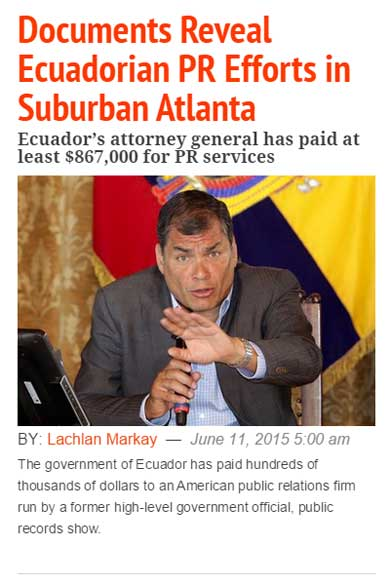 Documents Reveal
Ecuadorian PR Efforts in
Suburban Atlanta
Ecuador's attorney general has paid at
least $867,000 for PR services
BY: Lachlan Markay — June 11, 2015 5:00 am
The government of Ecuador has paid hundreds of
thousands of dollars to an American public relations firm
run by a former high-level government official, public
records show.